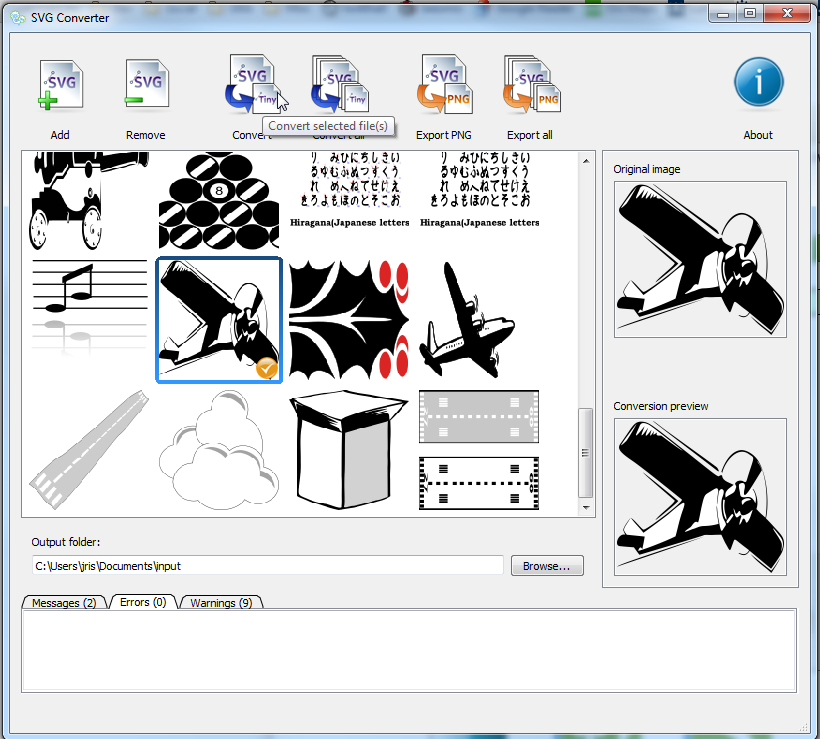 SVG Converter
SVG
SVG
SVG
Tiny
SVG
Tiny
SVG
PNG
SVG
PNG
i
Add
Remove
Convert
Convert all
Export PNG
Export all
About
Convert selected file(s)
り みひにちしきい
るゆむふぬつすくう
れ めへねてせけえ
をろよもほのとそこお
Hiragana(Japanese letters
り みひにちしきい
るゆむふぬつすくう
れ めへねてせけえ
をろよもほのとそこお
Hiragana(Japanese letters
8
Original image
Conversion preview
Output folder:
C:\Users\jris\Documents\input
Browse...
Messages (2)
Errors (0)
Warnings (9)